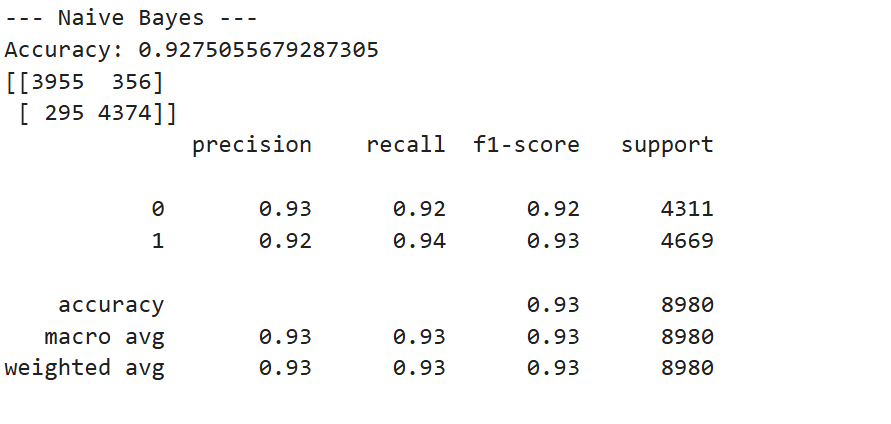 --- Naive Bayes ---
Accuracy: 0.9275055679287305
[[3955  356]
 [ 295 4374]]
              precision    recall  f1-score   support

           0       0.93      0.92      0.92      4311
           1       0.92      0.94      0.93      4669

    accuracy                           0.93      8980
   macro avg       0.93      0.93      0.93      8980
weighted avg       0.93      0.93      0.93      8980